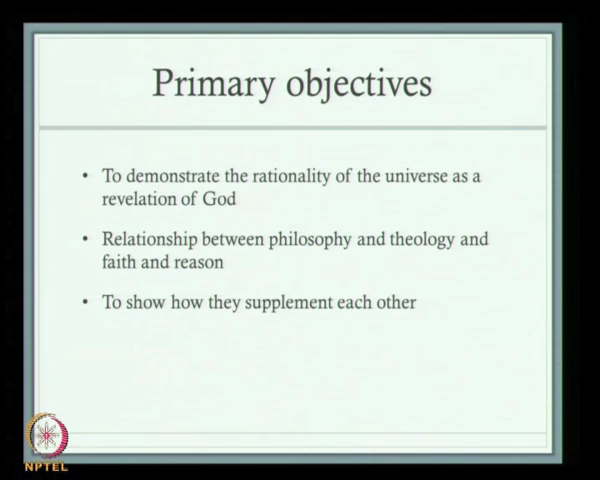 Primary objectives
• To demonstrate the rationality of the universe as a
revelation of God
• Relationship between philosophy and theology and
faith and reason
• To show how they supplement each other
NPTEL